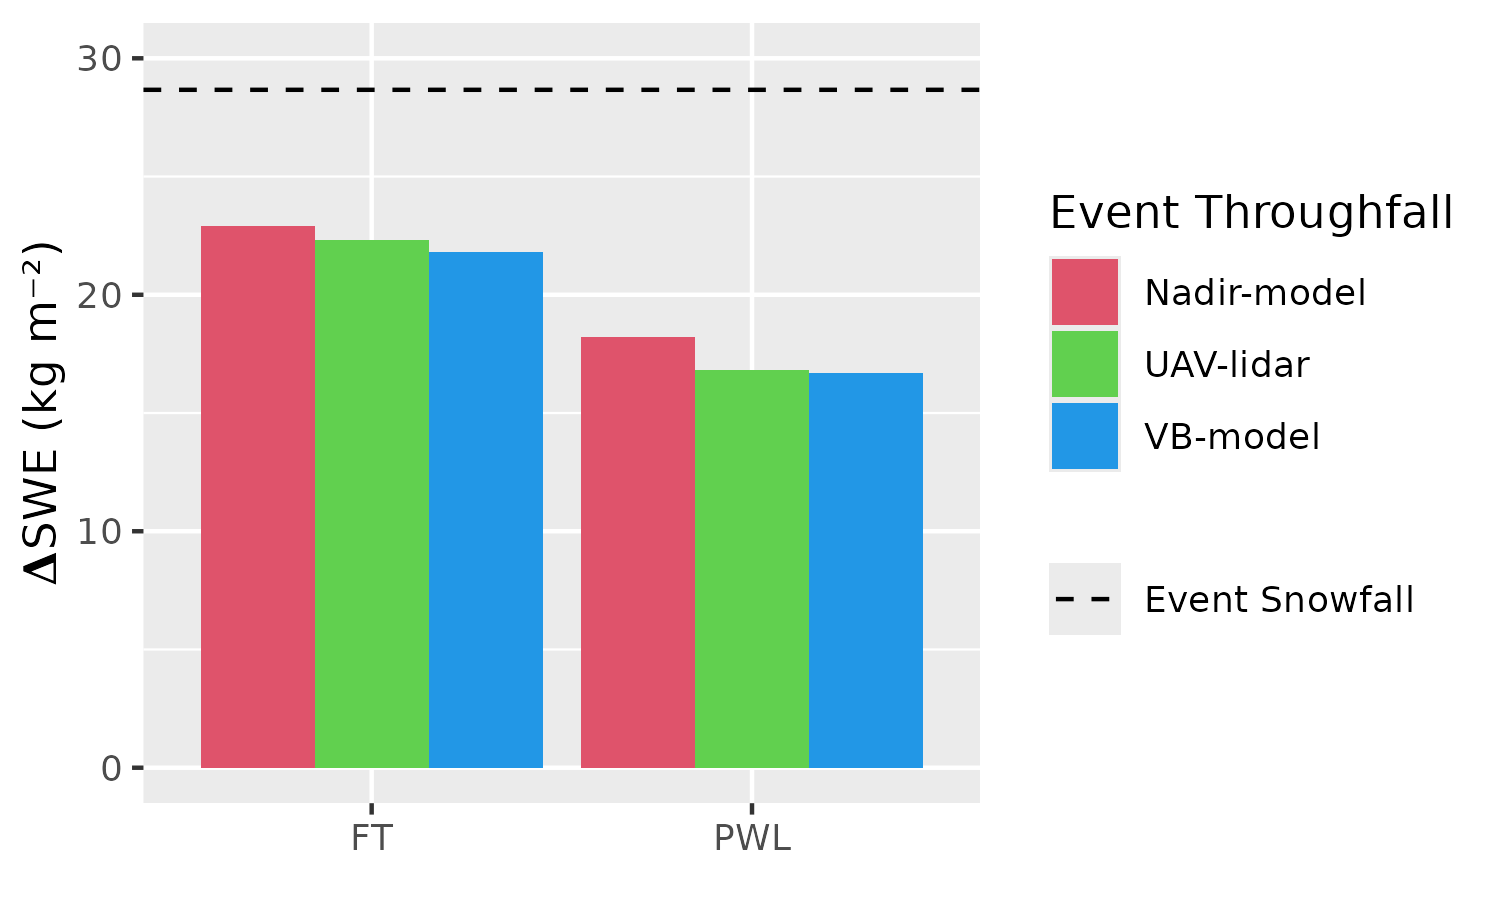 30
20
10
0
ΔSWE (kg m⁻²)
FT
PWL
Event Throughfall
Nadir-model
UAV-lidar
VB-model
Event Snowfall